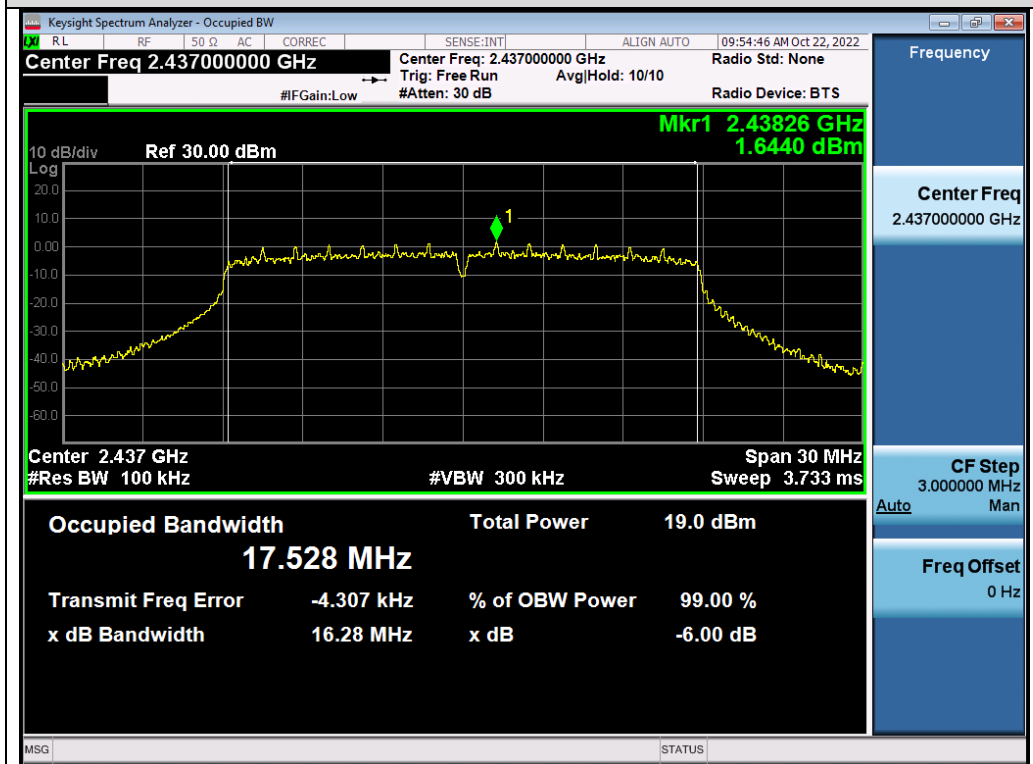 Keysight Spectrum Analyzer - Occupied BW
LXI RL RF 50 Ω AC CORREC SENSE:INT ALIGN AUTO 09:54:46 AM Oct 22, 2022
Center Freq 2.437000000 GHz
#IFGain:Low
Center Freq: 2.437000000 GHz
Trig: Free Run Avg|Hold: 10/10
#Atten: 30 dB
Radio Std: None
Radio Device: BTS
Mkr1 2.43826 GHz
1.6440 dBm
10 dB/div Ref 30.00 dBm
Log
20.0
10.0
0.00
-10.0
-20.0
-30.0
-40.0
-50.0
-60.0
1
Center 2.437 GHz Span 30 MHz
#Res BW 100 kHz #VBW 300 kHz Sweep 3.733 ms
Occupied Bandwidth Total Power 19.0 dBm
17.528 MHz
Transmit Freq Error -4.307 kHz % of OBW Power 99.00 %
x dB Bandwidth 16.28 MHz x dB -6.00 dB
MSG STATUS
Frequency
Center Freq
2.437000000 GHz
CF Step
3.000000 MHz
Auto Man
Freq Offset
0 Hz